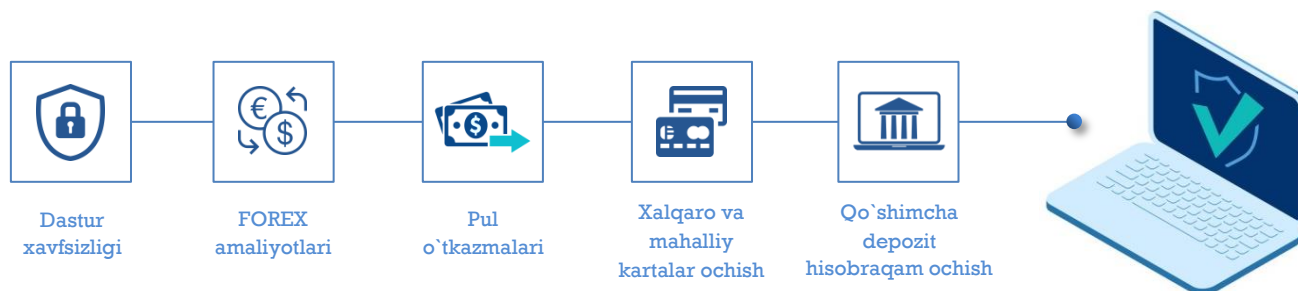 Dastur
xavfsizligi
FOREX
amaliyotlari
Pul
o`tkazmalari
Xalqaro va
mahalliy
kartalar ochish
Qo`shimcha
depozit
hisobraqam ochish